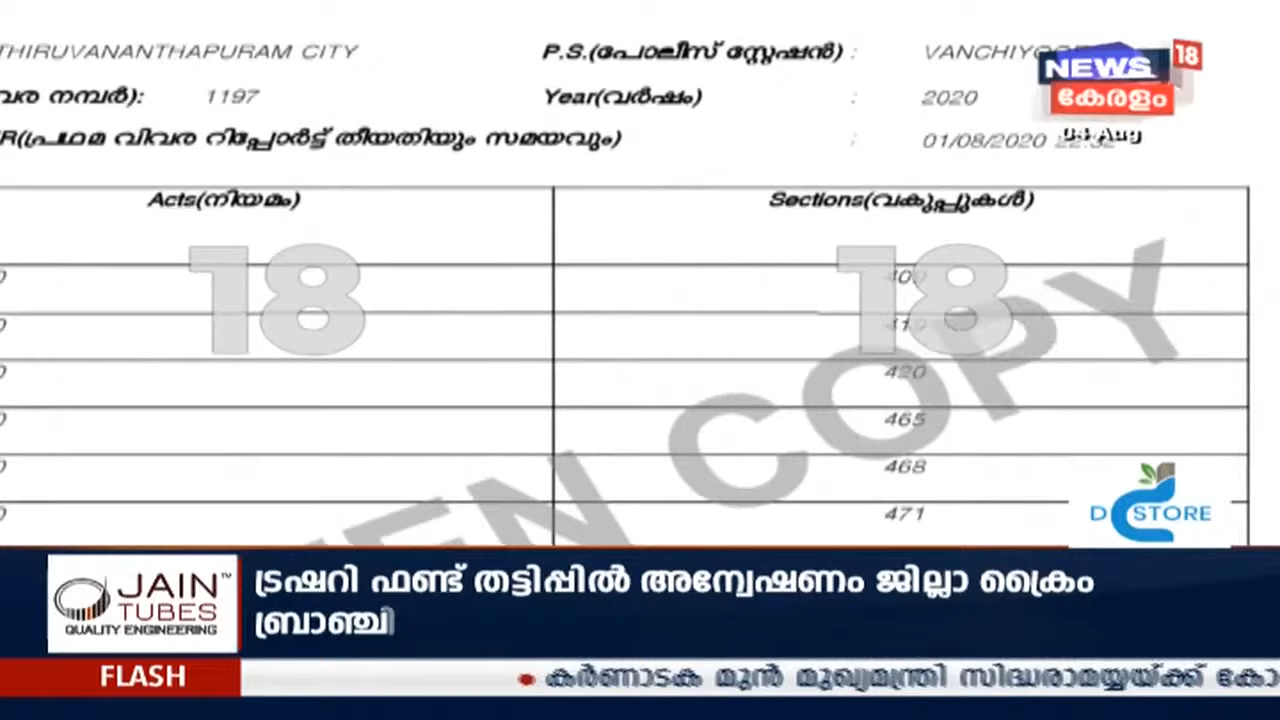 THIRUVANANTHAPURAM CITY P.S.(പോലീസ് സ്റ്റേഷൻ) :
വര നമ്പർ): 1197 Year(വർഷം) : 2020
NEWS 18
കേരളം
R(പ്രഥമ വിവര റിപ്പോർട്ട് തീയതിയും സമയവും) : 01/08/2020
04 Aug
Acts(നിയമം) Sections(വകുപ്പുകൾ)
18 18
COPY
420
465
468
471
D STORE
JAIN TUBES
QUALITY ENGINEERING
ട്രഷറി ഫണ്ട് തട്ടിപ്പിൽ അന്വേഷണം ജില്ലാ ക്രൈം
ബ്രാഞ്ചി
FLASH
കർണാടക മുൻ മുഖ്യമന്ത്രി സിദ്ധരാമയ്യയ്ക്ക് കോ